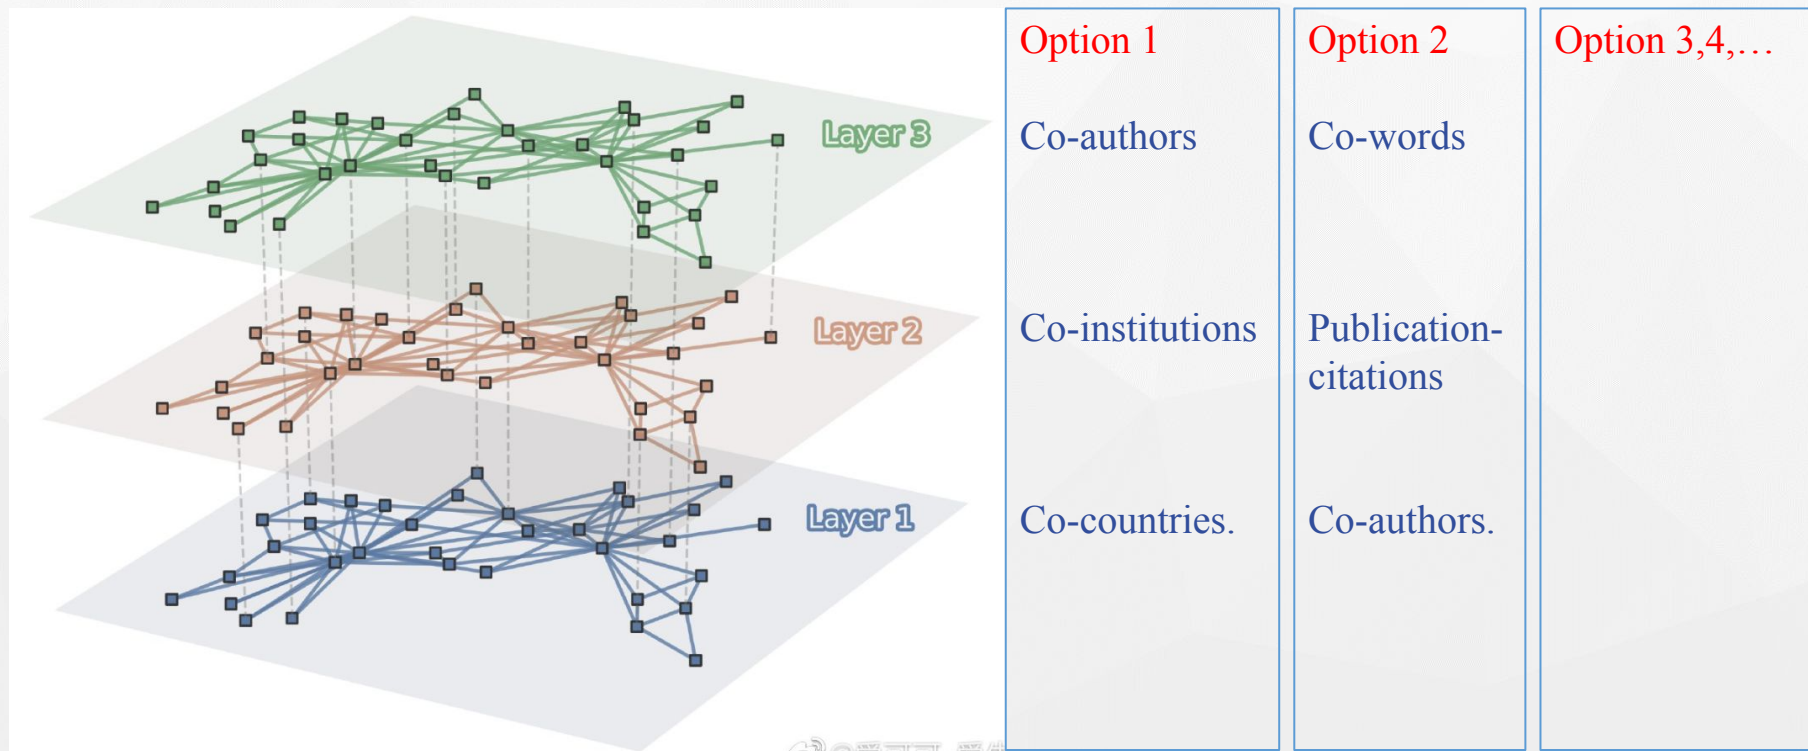 Layer 3
Layer 2
Layer 1
Option 1
Co-authors
Co-institutions
Co-countries.
Option 2
Co-words
Publication-
citations
Co-authors.
Option 3,4,…